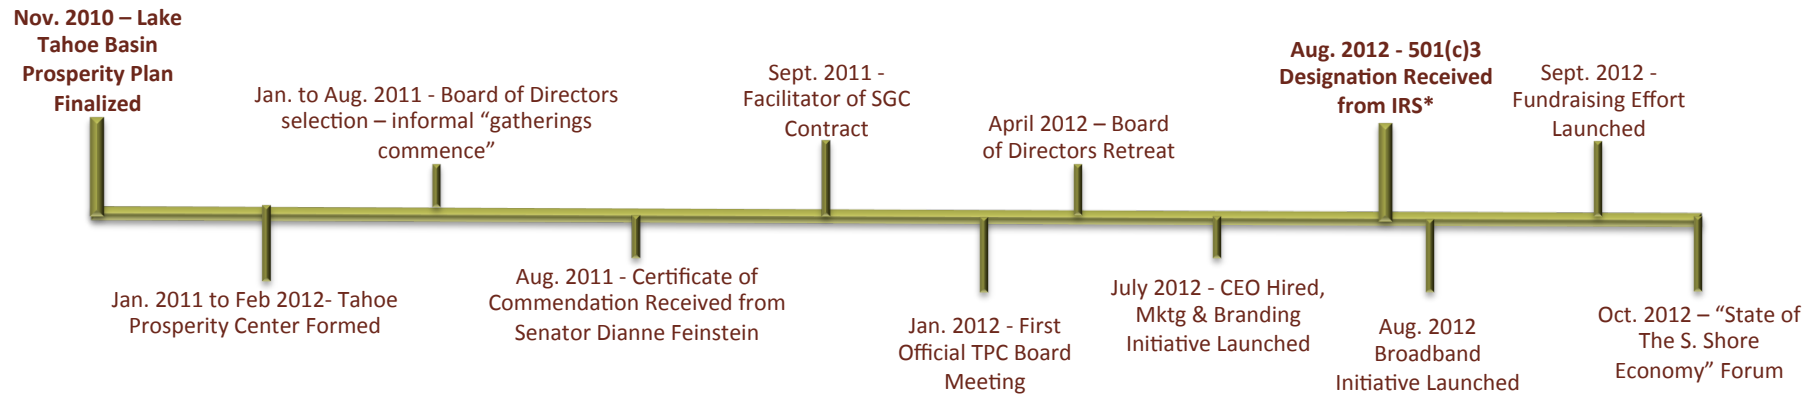 Nov. 2010 – Lake
Tahoe Basin
Prosperity Plan
Finalized
Jan. 2011 to Feb 2012- Tahoe
Prosperity Center Formed
Jan. to Aug. 2011 - Board of Directors
selection – informal “gatherings
commence”
Aug. 2011 - Certificate of
Commendation Received from
Senator Dianne Feinstein
Sept. 2011 -
Facilitator of SGC
Contract
Jan. 2012 - First
Official TPC Board
Meeting
April 2012 – Board
of Directors Retreat
July 2012 - CEO Hired,
Mktg & Branding
Initiative Launched
Aug. 2012 - 501(c)3
Designation Received
from IRS*
Aug. 2012
Broadband
Initiative Launched
Sept. 2012 -
Fundraising Effort
Launched
Oct. 2012 – “State of
The S. Shore
Economy” Forum